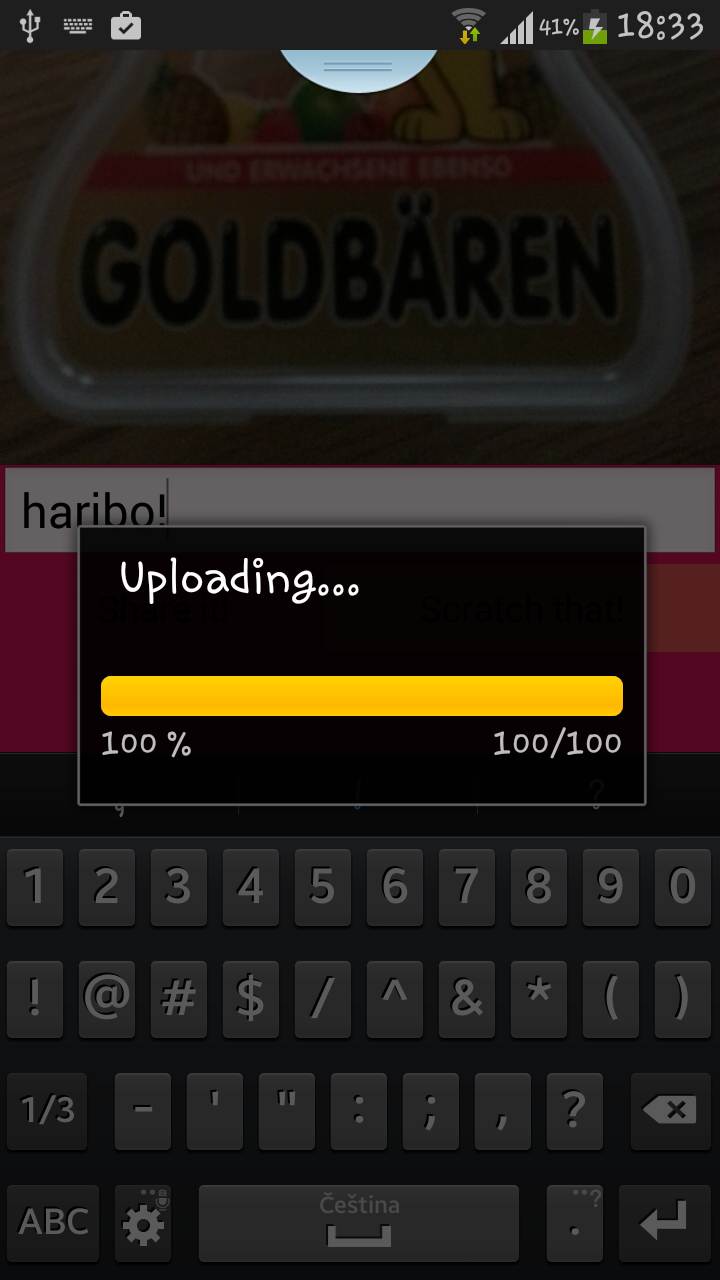 41% 18:33
UND ERWACHSENE EBENSO
GOLDBÄREN
haribo!
Uploading...
Share it! Scratch that!
100 % 100/100
, ! ?
1 2 3 4 5 6 7 8 9 0
! @ # $ / ^ & * ( )
1/3 - ' " : ; , ?
ABC Čeština . ?